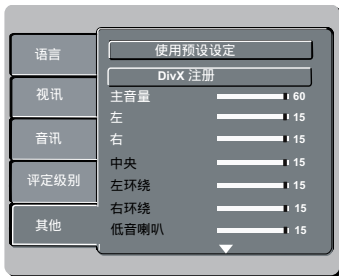 语言
视讯
音讯
评定级别
其他
使用预设设定
DivX 注册
主音量 60
左 15
右 15
中央 15
左环绕 15
右环绕 15
低音喇叭 15